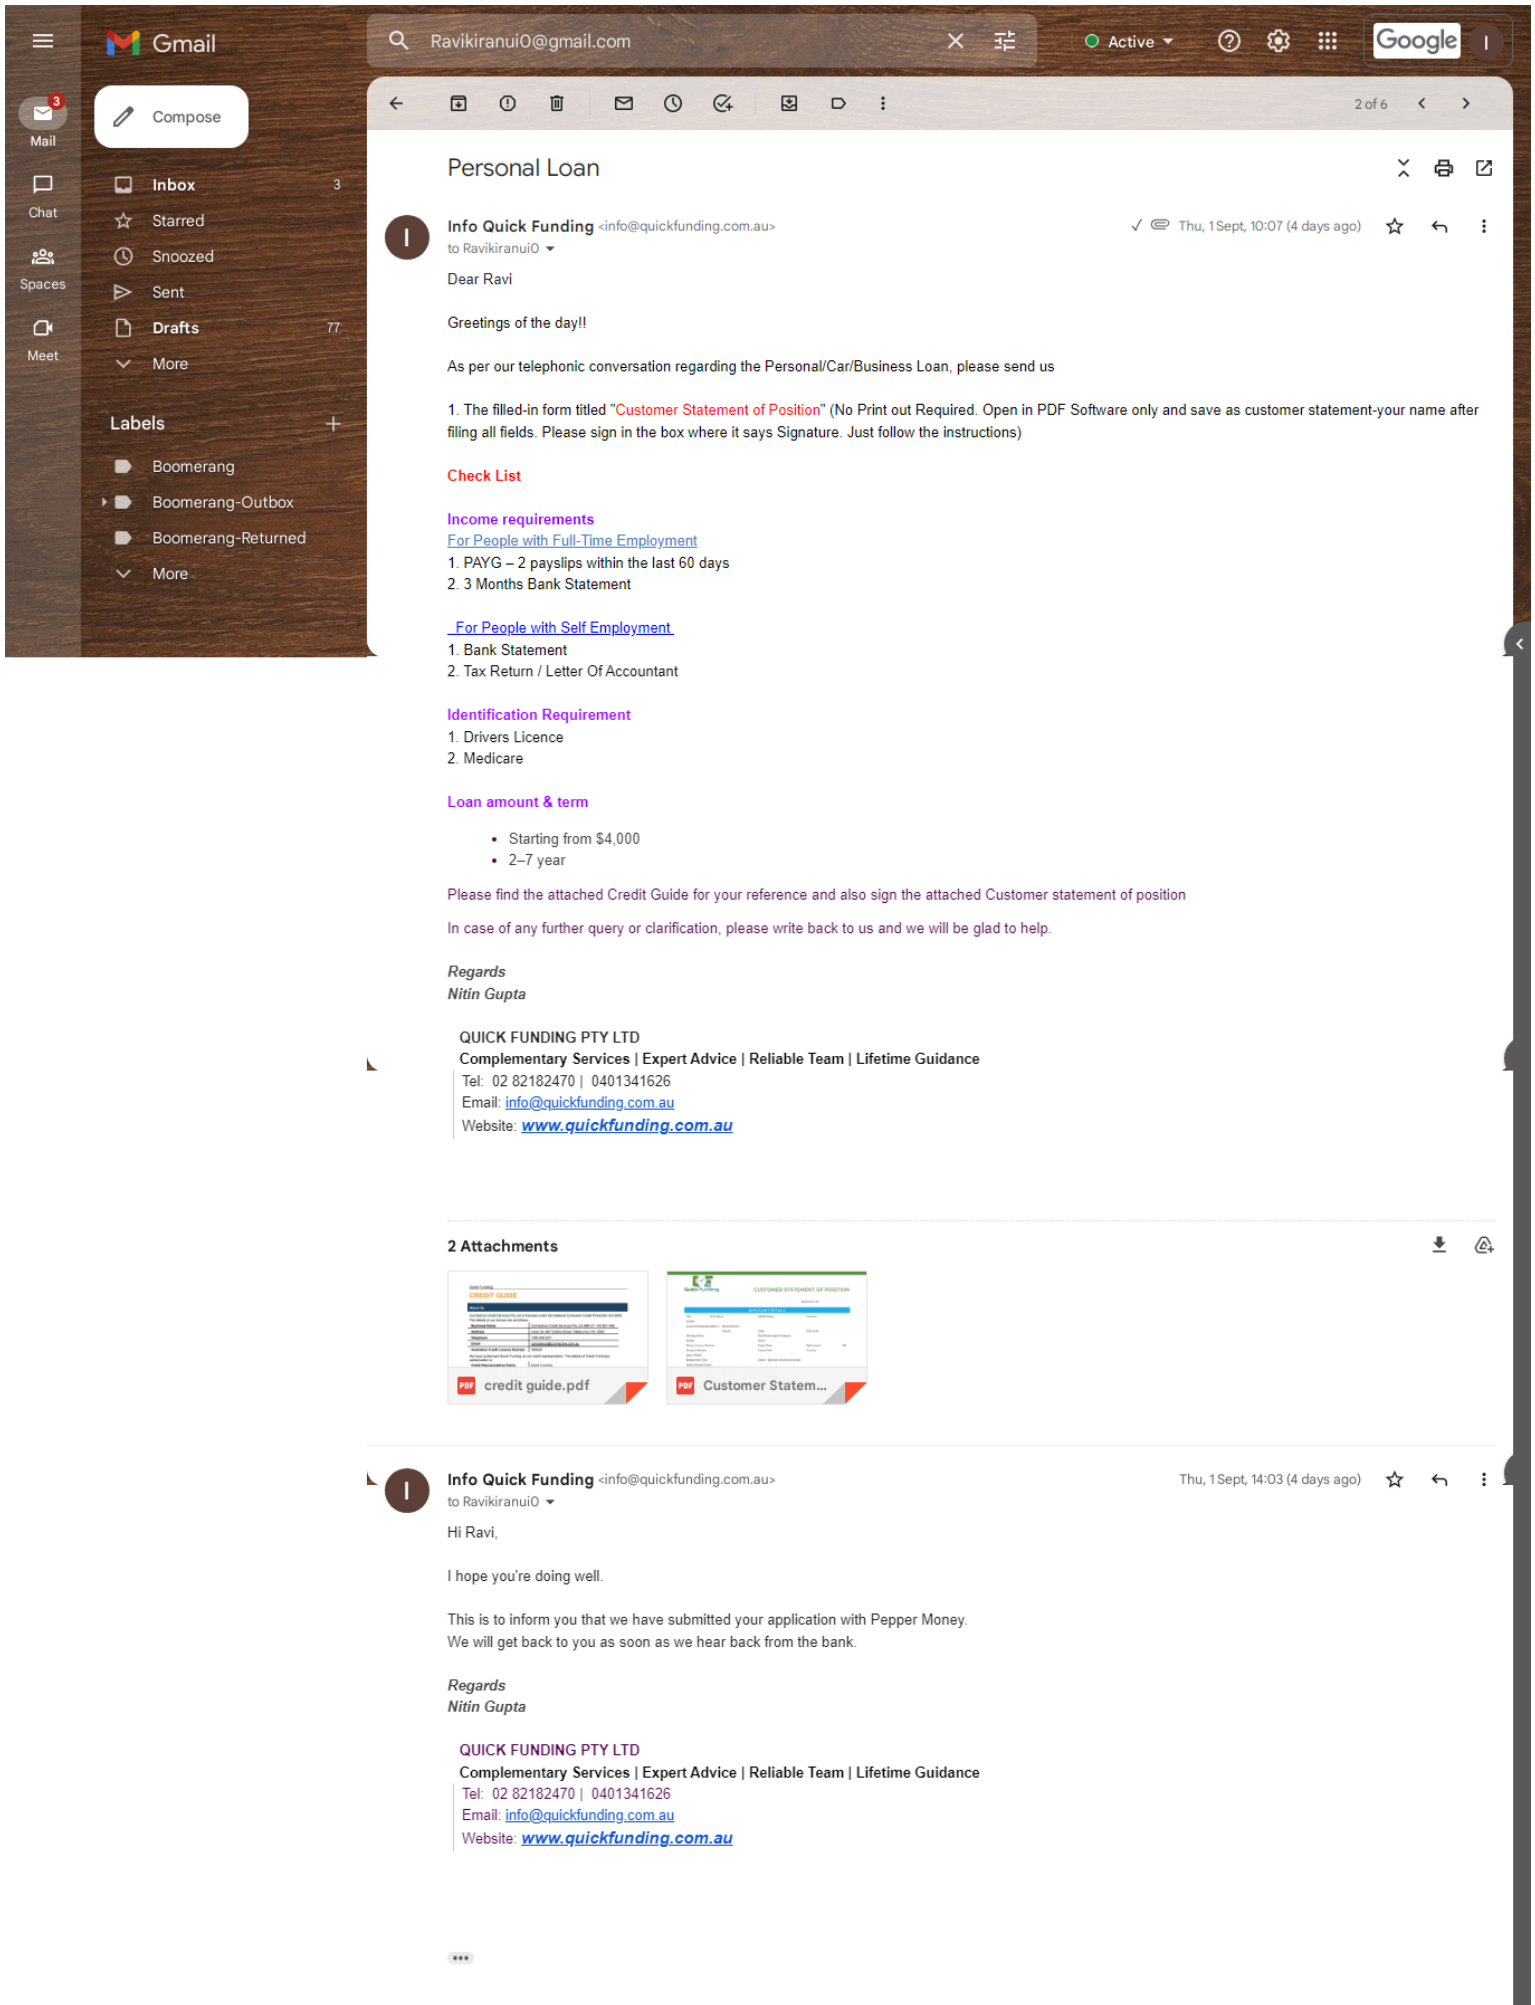 Gmail
Ravikiranui0@gmail.com
Active
Google
I
3
Mail
Compose
2 of 6
Chat
Spaces
Meet
Inbox 3
Starred
Snoozed
Sent
Drafts 77
More
Labels
Boomerang
Boomerang-Outbox
Boomerang-Returned
More
Personal Loan
I
Info Quick Funding <info@quickfunding.com.au>
Thu, 1 Sept, 10:07 (4 days ago)
to Ravikiranui0
Dear Ravi
Greetings of the day!!
As per our telephonic conversation regarding the Personal/Car/Business Loan, please send us
1. The filled-in form titled "Customer Statement of Position" (No Print out Required. Open in PDF Software only and save as customer statement-your name after
filing all fields. Please sign in the box where it says Signature. Just follow the instructions)
Check List
Income requirements
For People with Full-Time Employment
1. PAYG – 2 payslips within the last 60 days
2. 3 Months Bank Statement
For People with Self Employment
1. Bank Statement
2. Tax Return / Letter Of Accountant
Identification Requirement
1. Drivers Licence
2. Medicare
Loan amount & term
• Starting from $4,000
• 2–7 year
Please find the attached Credit Guide for your reference and also sign the attached Customer statement of position
In case of any further query or clarification, please write back to us and we will be glad to help.
Regards
Nitin Gupta
QUICK FUNDING PTY LTD
Complementary Services | Expert Advice | Reliable Team | Lifetime Guidance
Tel: 02 82182470 | 0401341626
Email: info@quickfunding.com.au
Website: www.quickfunding.com.au
2 Attachments
CREDIT GUIDE
CUSTOMER STATEMENT OF POSITION
PDF credit guide.pdf
PDF Customer Statem...
I
Info Quick Funding <info@quickfunding.com.au>
Thu, 1 Sept, 14:03 (4 days ago)
to Ravikiranui0
Hi Ravi,
I hope you're doing well.
This is to inform you that we have submitted your application with Pepper Money.
We will get back to you as soon as we hear back from the bank.
Regards
Nitin Gupta
QUICK FUNDING PTY LTD
Complementary Services | Expert Advice | Reliable Team | Lifetime Guidance
Tel: 02 82182470 | 0401341626
Email: info@quickfunding.com.au
Website: www.quickfunding.com.au